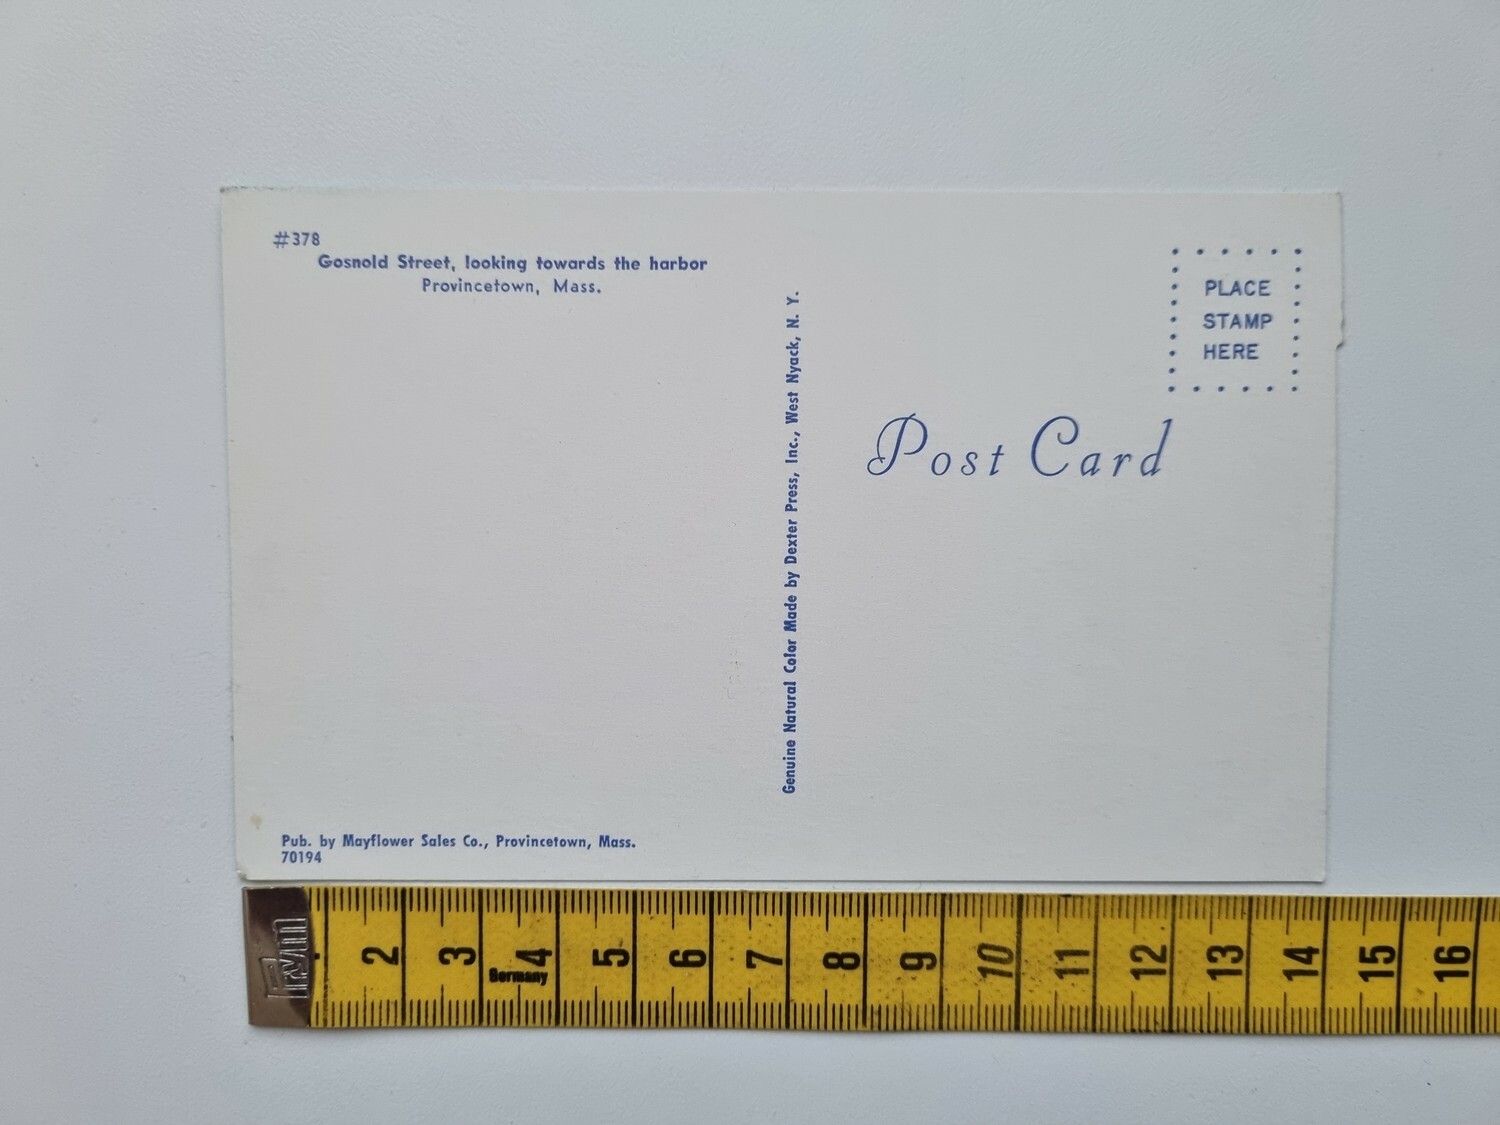 #378
Gosnold Street, looking towards the harbor
Provincetown, Mass.
PLACE
STAMP
HERE
Post Card
Genuine Natural Color Made by Dexter Press, Inc., West Nyack, N. Y.
Pub. by Mayflower Sales Co., Provincetown, Mass.
70194
Prym 2 3 4 5 6 7 8 9 10 11 12 13 14 15 16
Germany